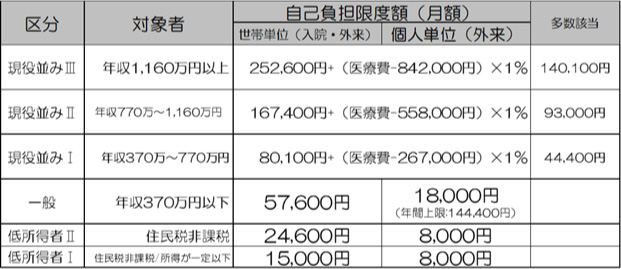 区分 対象者 自己負担限度額（月額） 多数該当
世帯単位（入院・外来） 個人単位（外来）
現役並みⅢ 年収1,160万円以上 252,600円+（医療費-842,000円）×1% 140,100円
現役並みⅡ 年収770万～1,160万円 167,400円+（医療費-558,000円）×1% 93,000円
現役並みⅠ 年収370万～770万円 80,100円+（医療費-267,000円）×1% 44,400円
一般 年収370万円以下 57,600円 18,000円
（年間上限:144,400円）
低所得者Ⅱ 住民税非課税 24,600円 8,000円
低所得者Ⅰ 住民税非課税/所得が一定以下 15,000円 8,000円